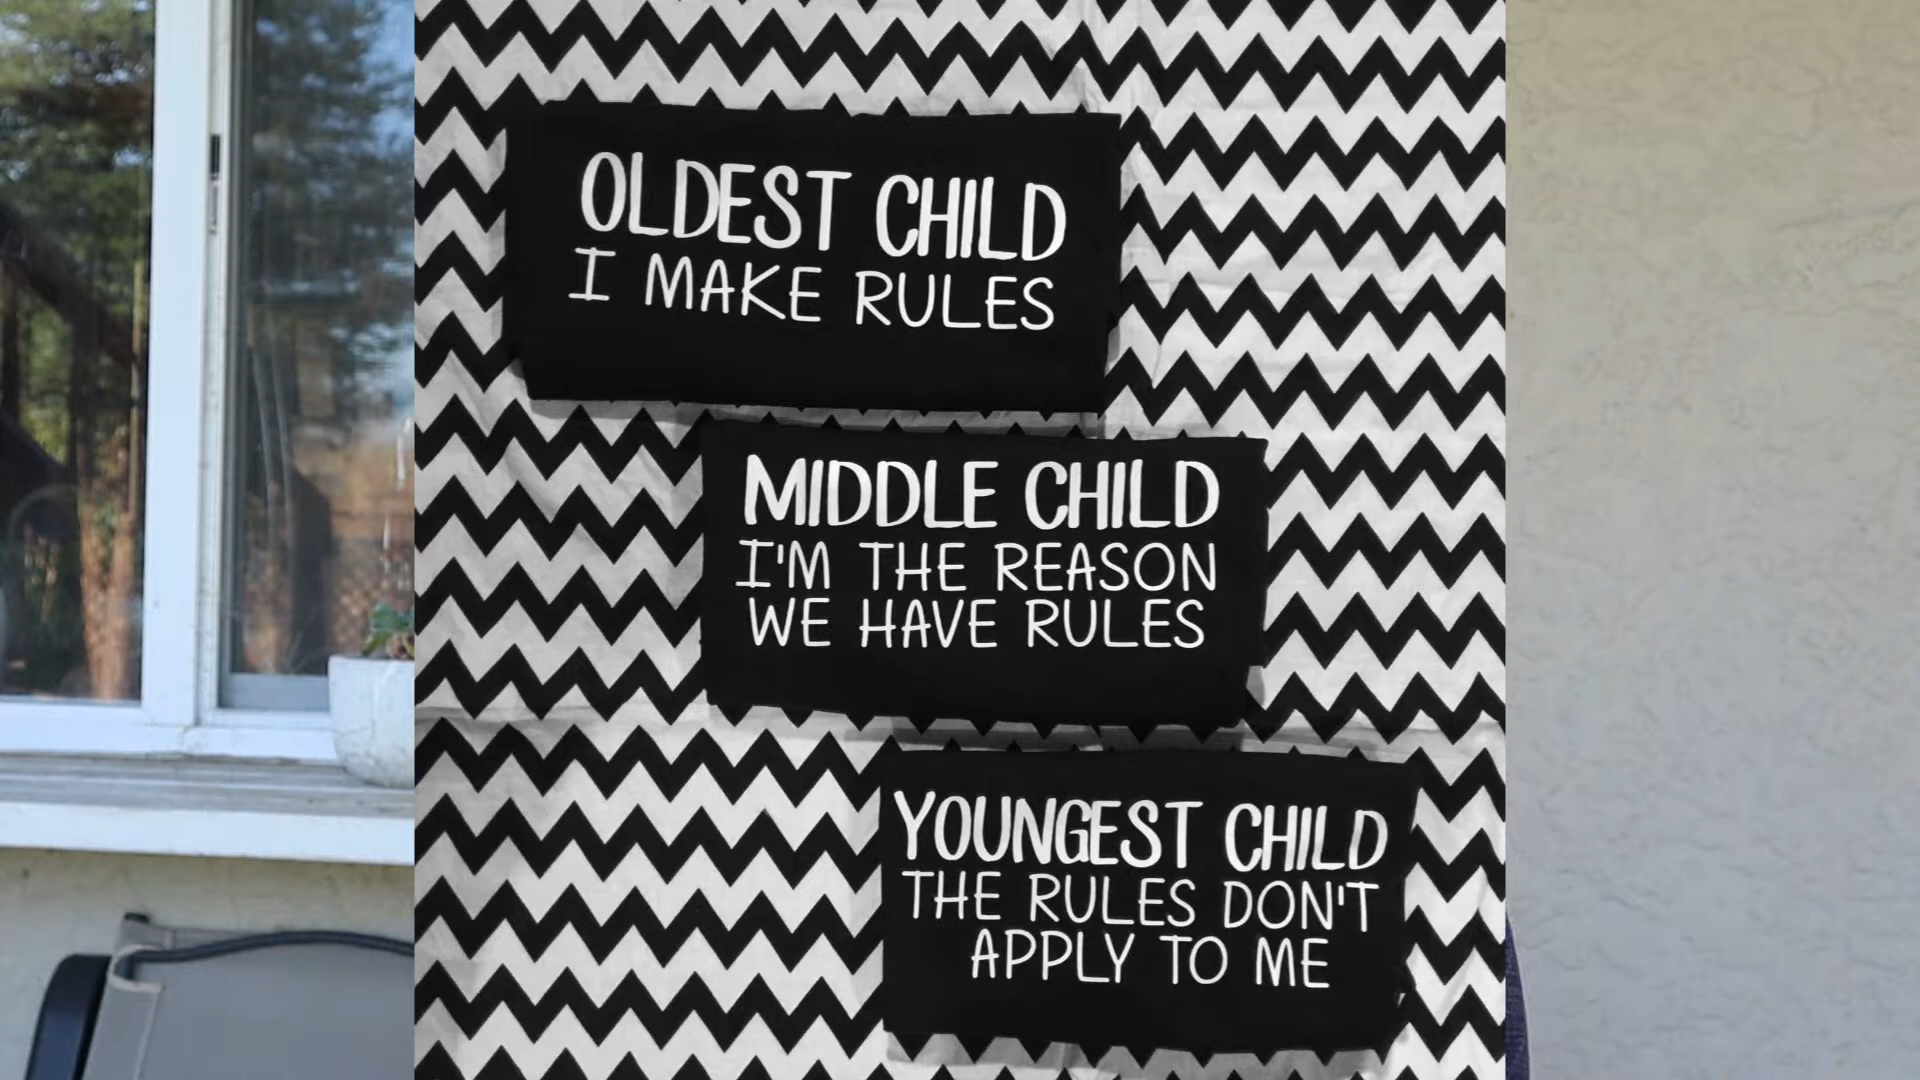 OLDEST CHILD
I MAKE RULES
MIDDLE CHILD
I'M THE REASON
WE HAVE RULES
YOUNGEST CHILD
THE RULES DON'T
APPLY TO ME